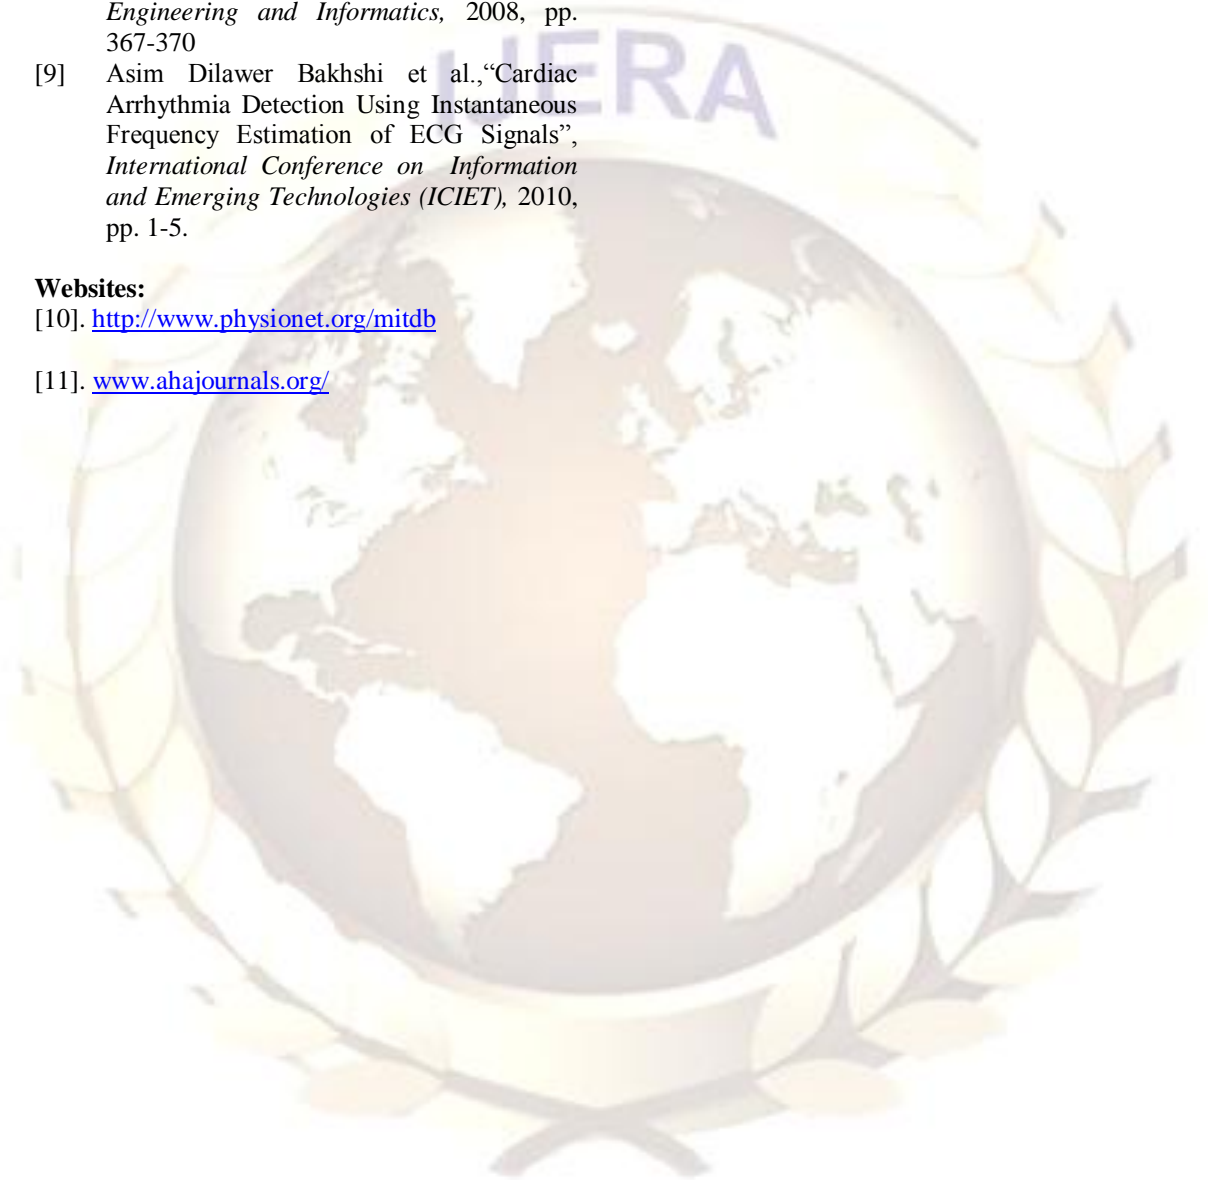 IJERA
Engineering and Informatics, 2008, pp.
367-370
[9] Asim Dilawer Bakhshi et al.,“Cardiac
Arrhythmia Detection Using Instantaneous
Frequency Estimation of ECG Signals”,
International Conference on Information
and Emerging Technologies (ICIET), 2010,
pp. 1-5.
Websites:
[10]. http://www.physionet.org/mitdb
[11]. www.ahajournals.org/